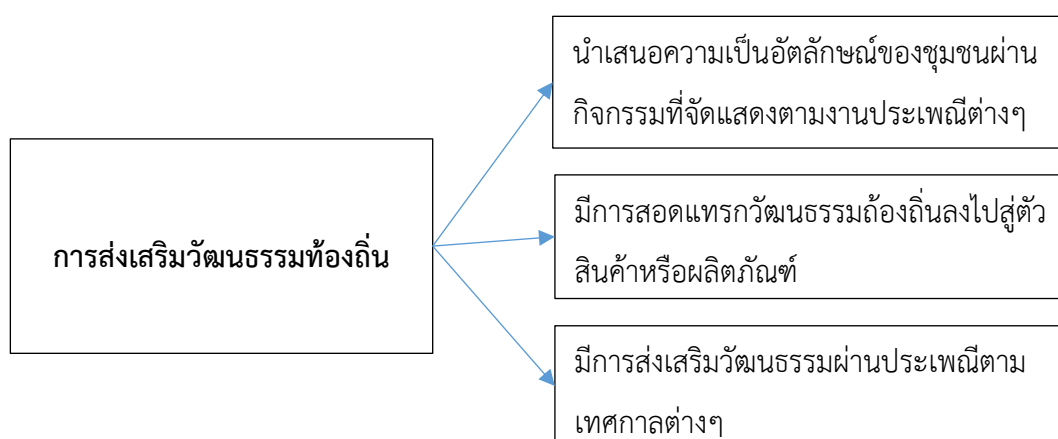 การส่งเสริมวัฒนธรรมท้องถิ่น
นำเสนอความเป็นอัตลักษณ์ของชุมชนผ่าน
กิจกรรมที่จัดแสดงตามงานประเพณีต่างๆ
มีการสอดแทรกวัฒนธรรมถ้องถิ่นลงไปสู่ตัว
สินค้าหรือผลิตภัณฑ์
มีการส่งเสริมวัฒนธรรมผ่านประเพณีตาม
เทศกาลต่างๆ